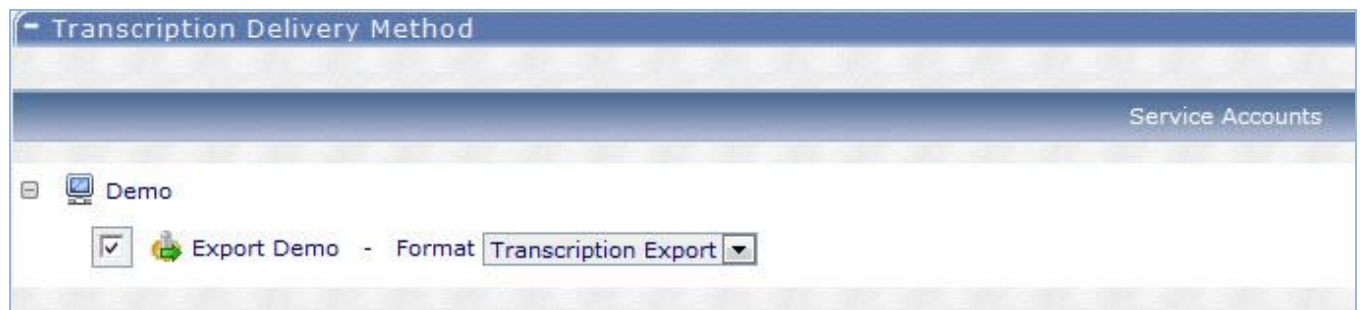 Transcription Delivery Method
Service Accounts
Demo
Export Demo - Format Transcription Export